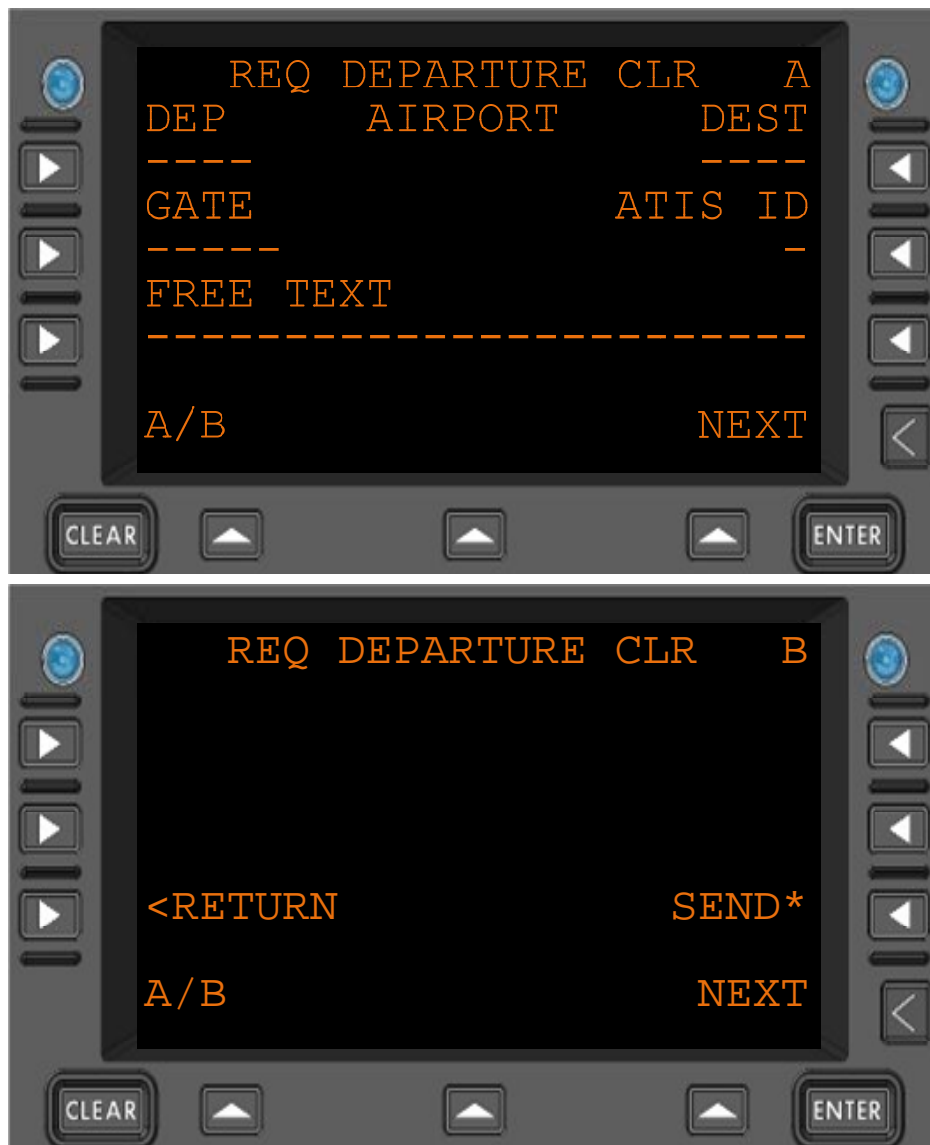 REQ DEPARTURE CLR A
DEP AIRPORT DEST
---- ----
GATE ATIS ID
----- -
FREE TEXT
-------------------------
A/B NEXT
CLEAR ENTER
REQ DEPARTURE CLR B
<RETURN SEND*
A/B NEXT
CLEAR ENTER